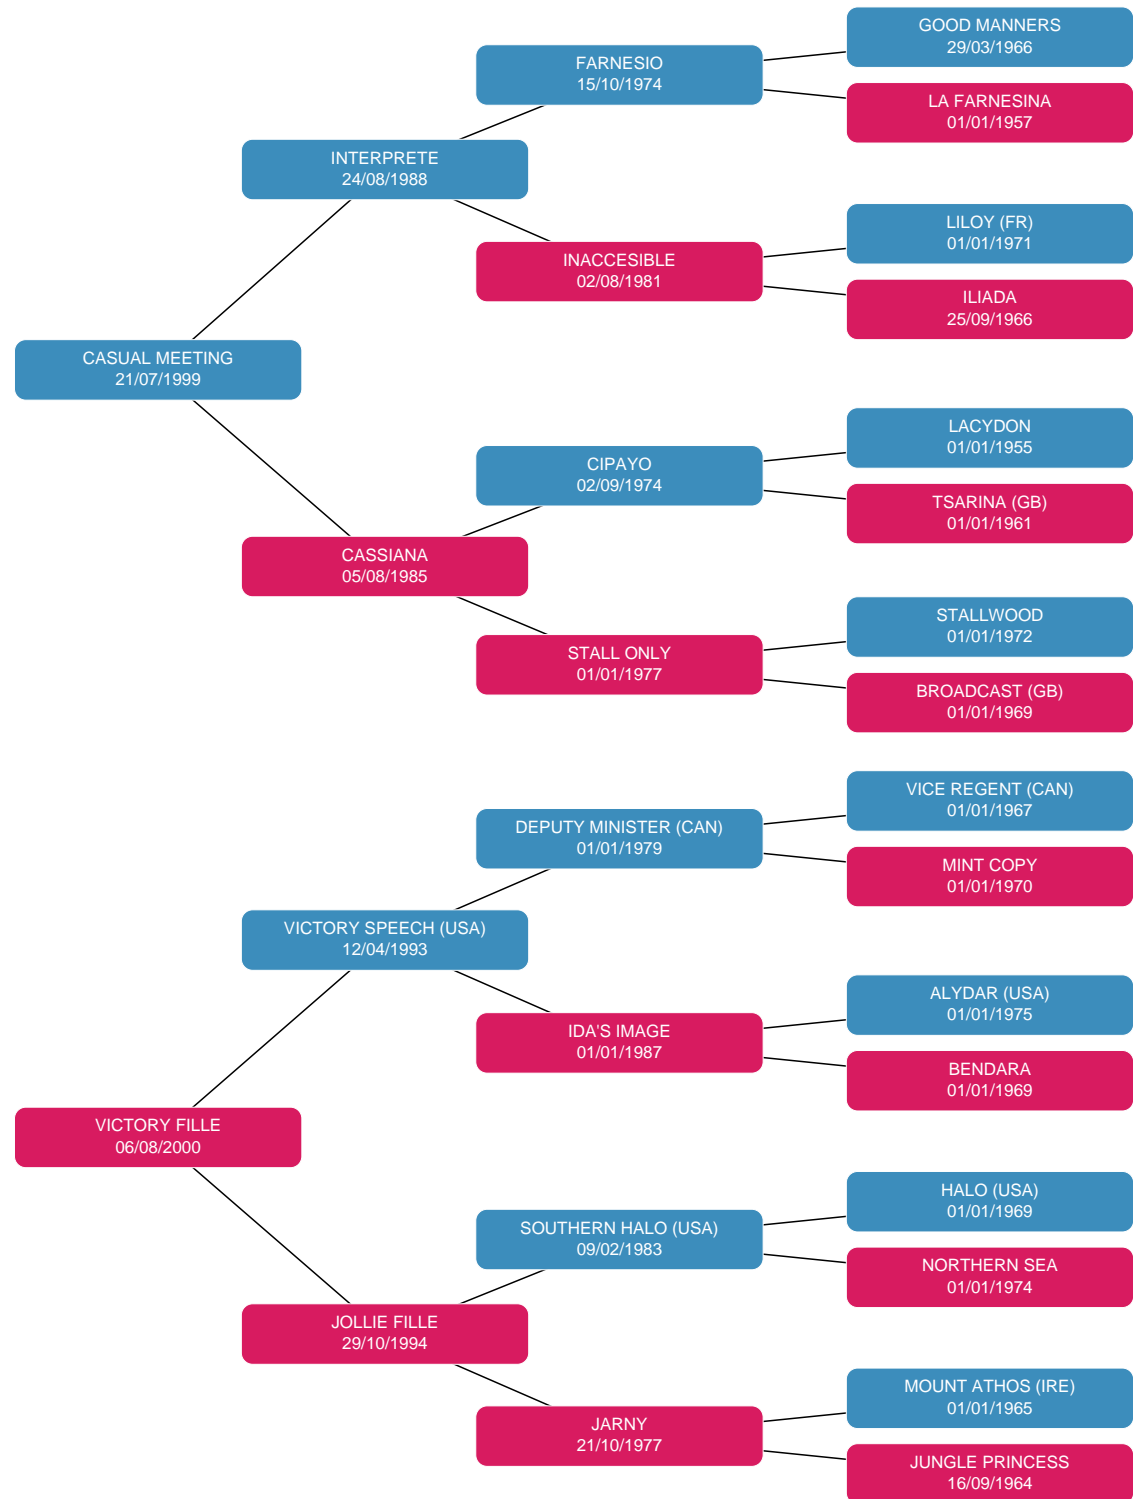 GOOD MANNERS
29/03/1966
FARNESIO
15/10/1974
LA FARNESINA
01/01/1957
INTERPRETE
24/08/1988
LILOY (FR)
01/01/1971
INACCESIBLE
02/08/1981
ILIADA
25/09/1966
CASUAL MEETING
21/07/1999
LACYDON
01/01/1955
CIPAYO
02/09/1974
TSARINA (GB)
01/01/1961
CASSIANA
05/08/1985
STALLWOOD
01/01/1972
STALL ONLY
01/01/1977
BROADCAST (GB)
01/01/1969
VICE REGENT (CAN)
01/01/1967
DEPUTY MINISTER (CAN)
01/01/1979
MINT COPY
01/01/1970
VICTORY SPEECH (USA)
12/04/1993
ALYDAR (USA)
01/01/1975
IDA'S IMAGE
01/01/1987
BENDARA
01/01/1969
VICTORY FILLE
06/08/2000
HALO (USA)
01/01/1969
SOUTHERN HALO (USA)
09/02/1983
NORTHERN SEA
01/01/1974
JOLLIE FILLE
29/10/1994
MOUNT ATHOS (IRE)
01/01/1965
JARNY
21/10/1977
JUNGLE PRINCESS
16/09/1964